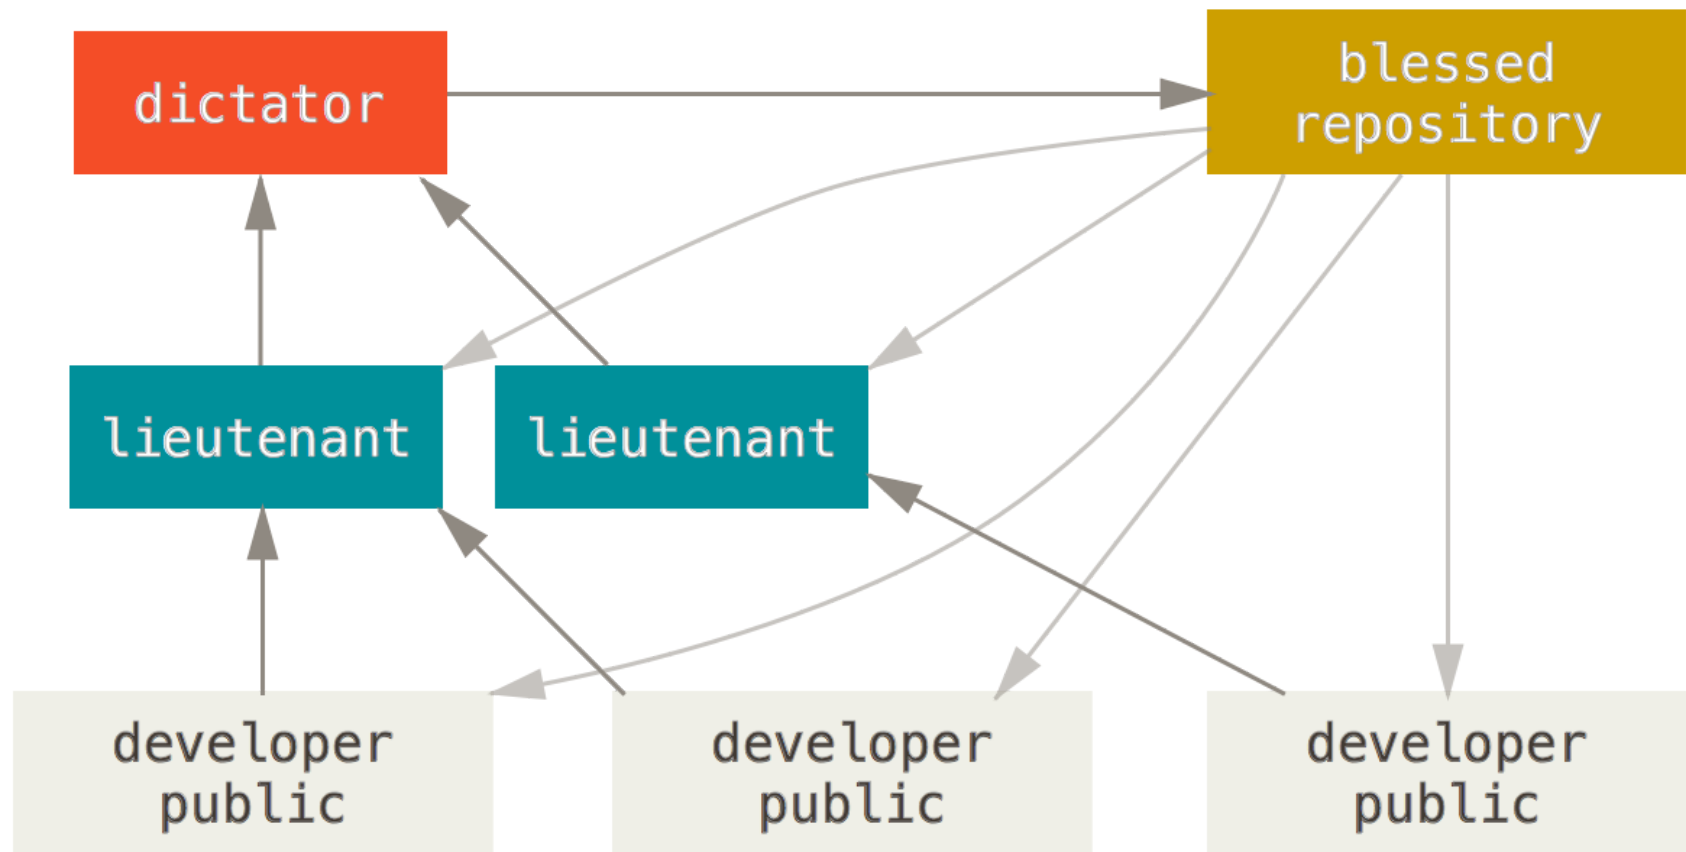 dictator
blessed
repository
lieutenant
lieutenant
developer
public
developer
public
developer
public